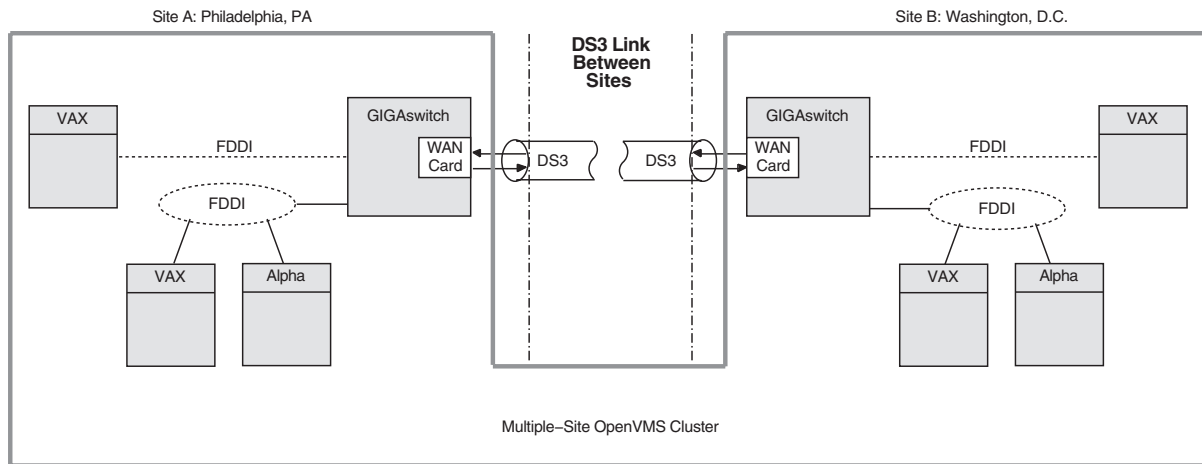 Site A: Philadelphia, PA
DS3 Link
Between
Sites
Site B: Washington, D.C.
VAX
FDDI
GIGAswitch
WAN
Card
DS3
DS3
GIGAswitch
WAN
Card
FDDI
VAX
FDDI
VAX
Alpha
FDDI
VAX
Alpha
Multiple–Site OpenVMS Cluster